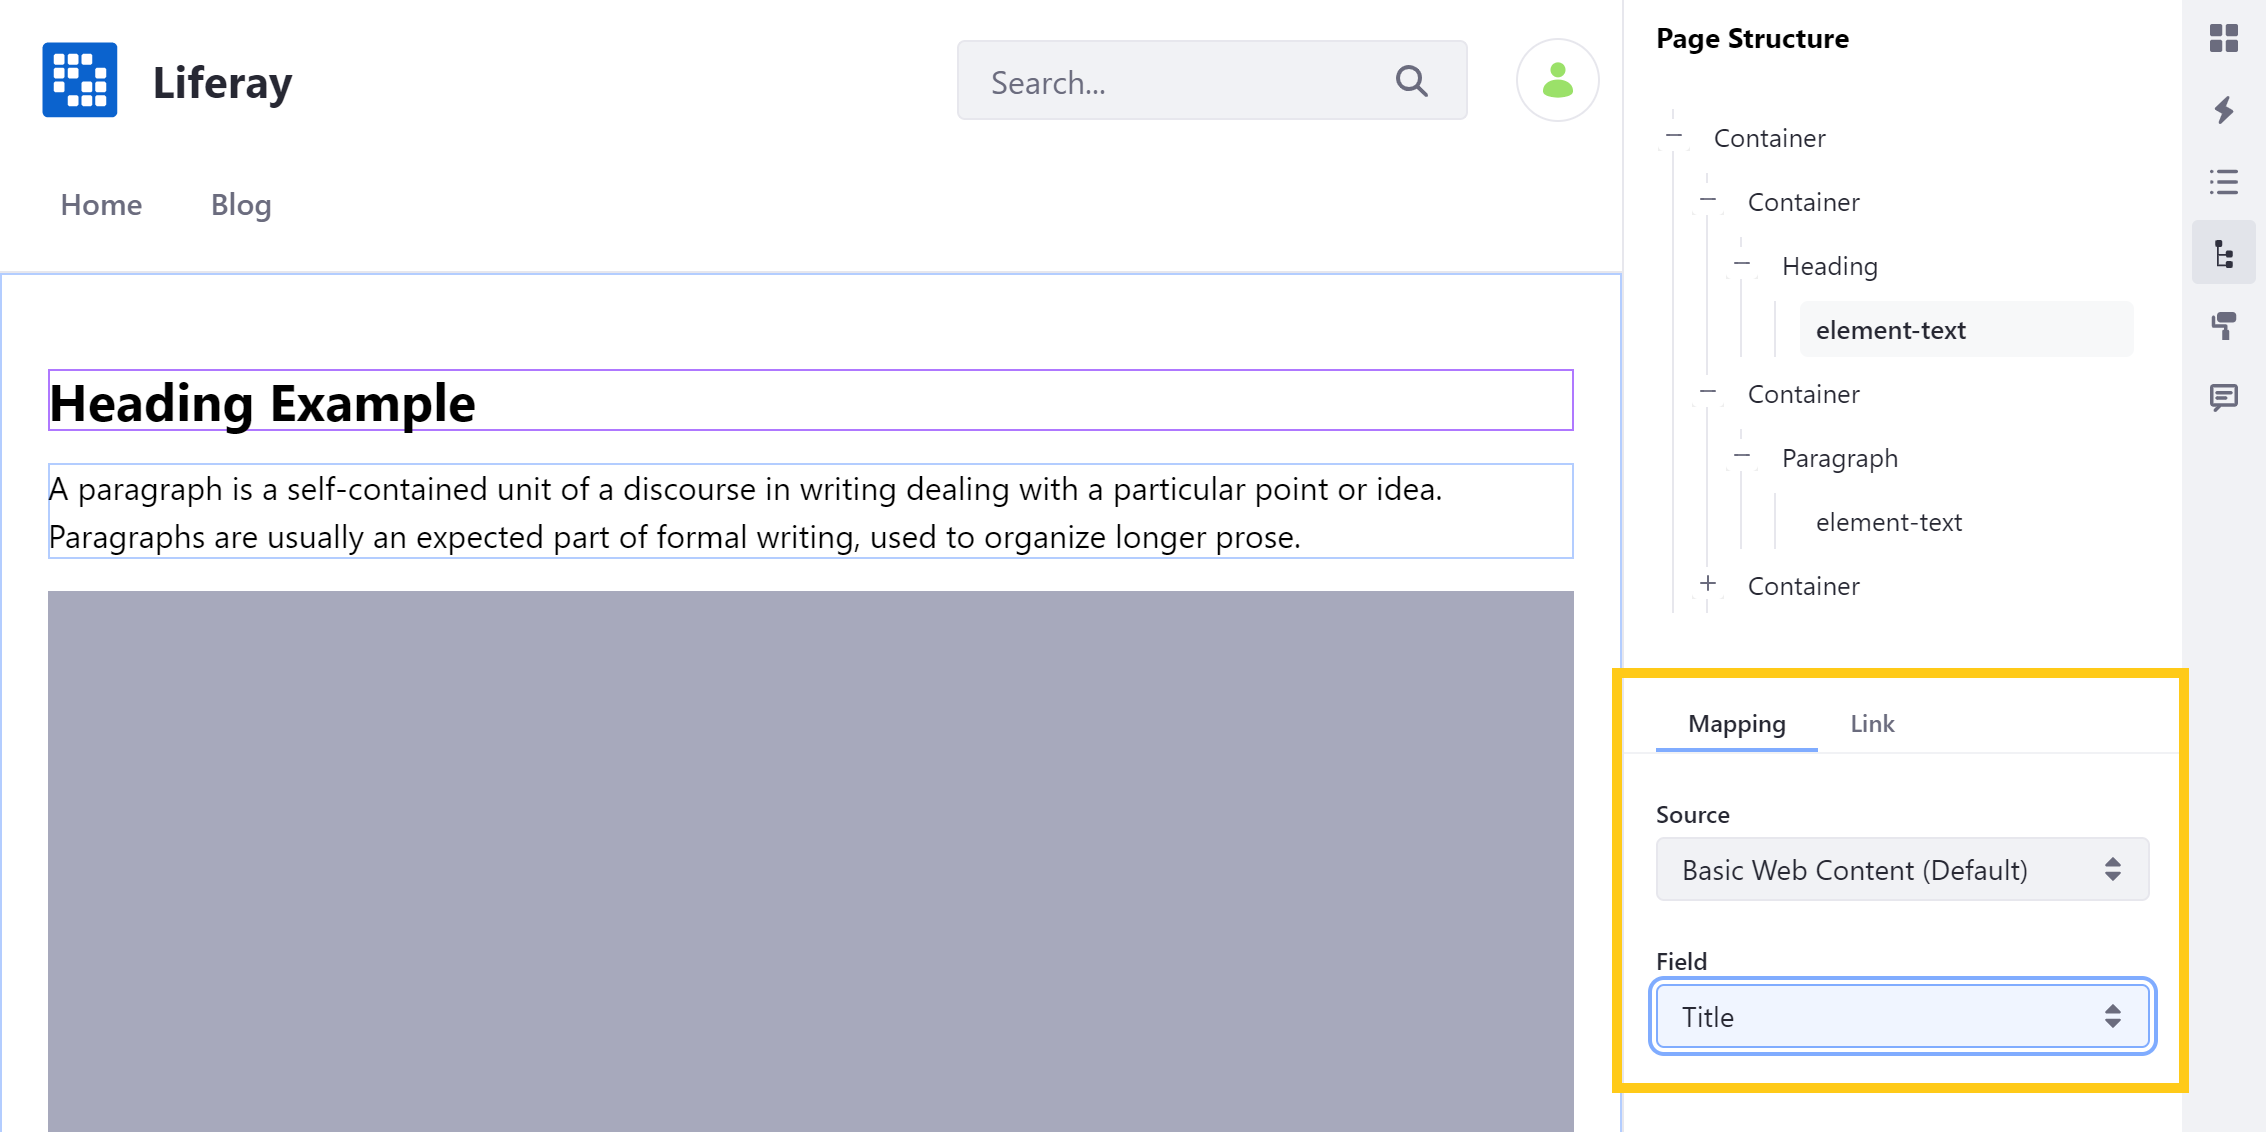 Liferay
Search...
Home
Blog
Heading Example
A paragraph is a self-contained unit of a discourse in writing dealing with a particular point or idea.
Paragraphs are usually an expected part of formal writing, used to organize longer prose.
Page Structure
Container
Container
Heading
element-text
Container
Paragraph
element-text
Container
Mapping
Link
Source
Basic Web Content (Default)
Field
Title